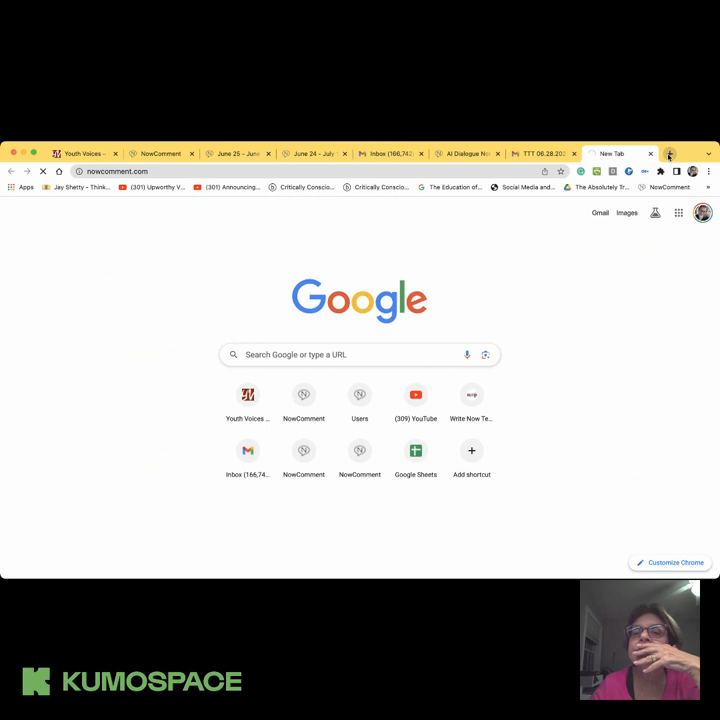 Youth Voices –
NowComment
June 25 – June
June 24 - July
Inbox (166,742
AI Dialogue No
TTT 06.28.202
New Tab
nowcomment.com
Apps
Jay Shetty - Think...
(301) Upworthy V...
(301) Announcing...
Critically Conscio...
Critically Conscio...
The Education of...
Social Media and...
The Absolutely Tr...
NowComment
»
Gmail
Images
Google
Search Google or type a URL
Youth Voices ...
NowComment
Users
(309) YouTube
Write Now Te...
Inbox (166,74...
NowComment
NowComment
Google Sheets
Add shortcut
Customize Chrome
KUMOSPACE